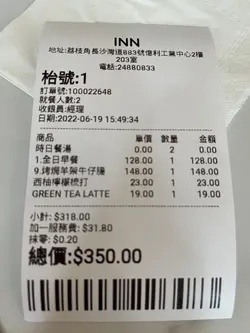 INN
地址:荔枝角長沙灣道883號億利工業中心2樓
203室
電話:24880833
枱號:1
訂單號:100022648
就餐人數:2
收銀員:經理
日期:2022-06-19 15:49:34
商品 單價 數量 金額
時日餐湯 0.00 2 0.00
1.全日早餐 128.00 1 128.00
9.烤焗羊架牛仔腸 148.00 1 148.00
西柚檸檬梳打 23.00 1 23.00
GREEN TEA LATTE 19.00 1 19.00
小計: $318.00
加一服務費: $31.80
抹零: $0.20
總價:$350.00